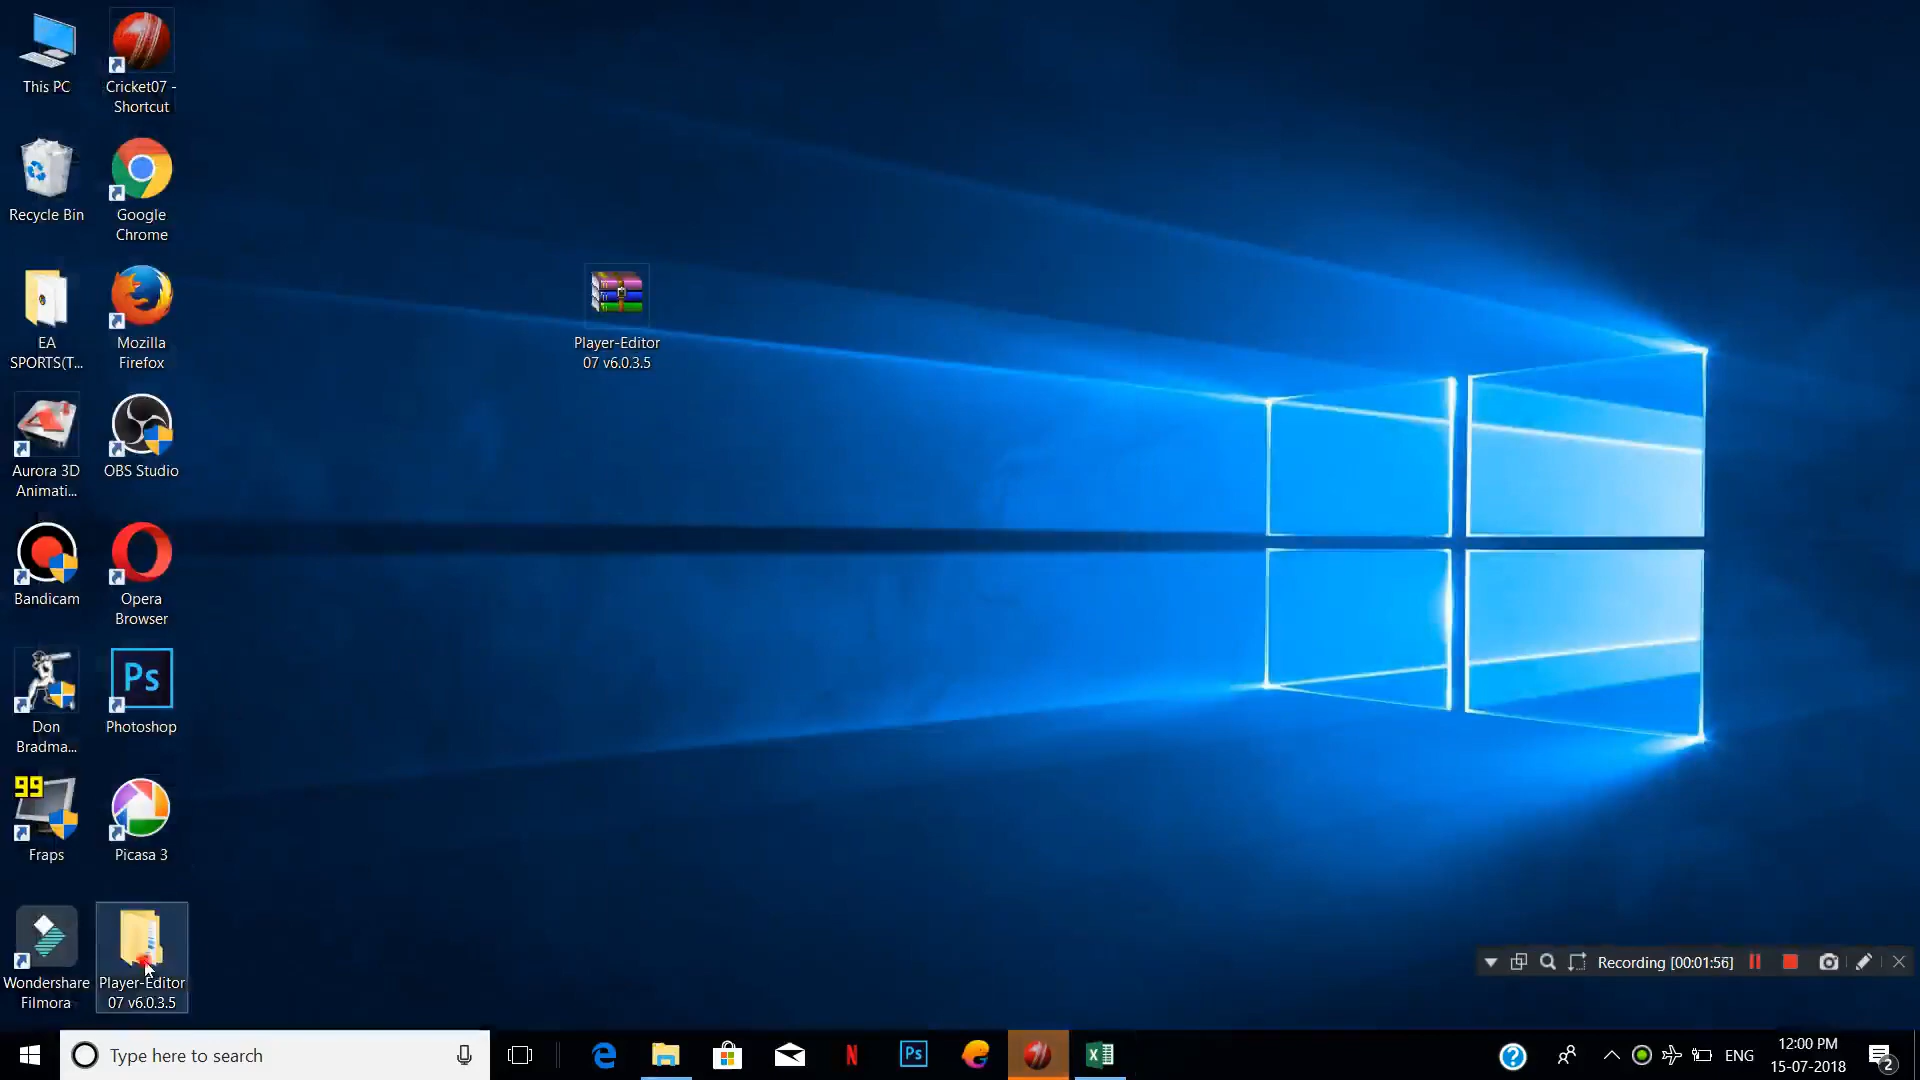 This PC
Cricket07 -
Shortcut
Recycle Bin
Google
Chrome
EA
SPORTS(T...
Mozilla
Firefox
Player-Editor
07 v6.0.3.5
Aurora 3D
Animati...
OBS Studio
Bandicam
Opera
Browser
Don
Bradma...
Ps
Photoshop
99
Fraps
Picasa 3
Wondershare
Filmora
Player-Editor
07 v6.0.3.5
Recording [00:01:56]
Type here to search
Ps
ENG
12:00 PM
15-07-2018
2